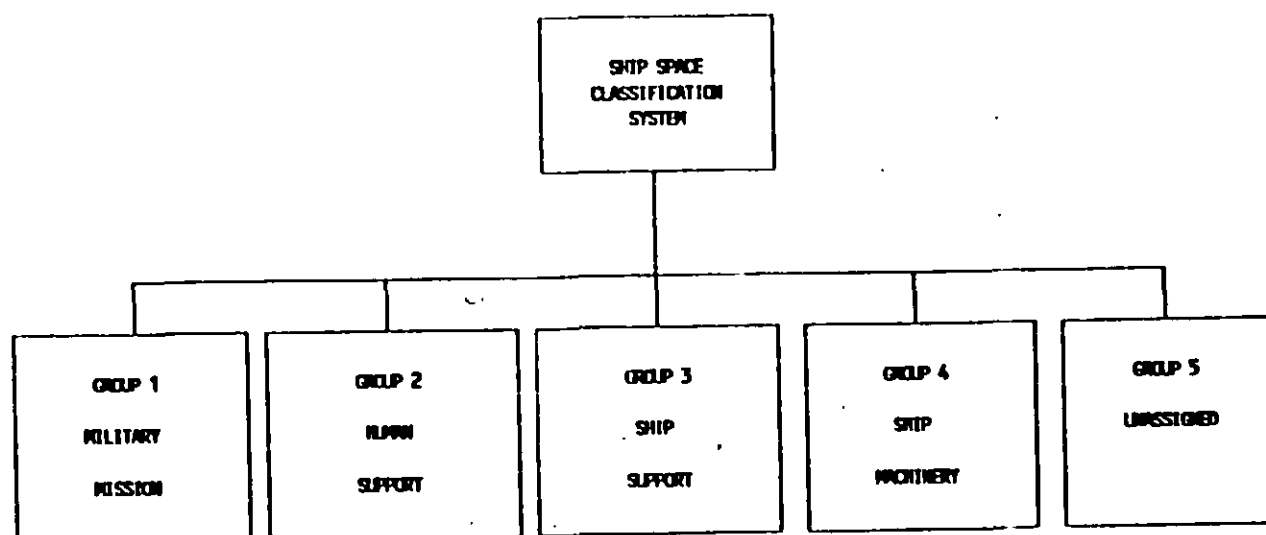 SHIP SPACE
CLASSIFICATION
SYSTEM
GROUP 1
MILITARY
MISSION
GROUP 2
HUMAN
SUPPORT
GROUP 3
SHIP
SUPPORT
GROUP 4
SHIP
MACHINERY
GROUP 5
UNASSIGNED